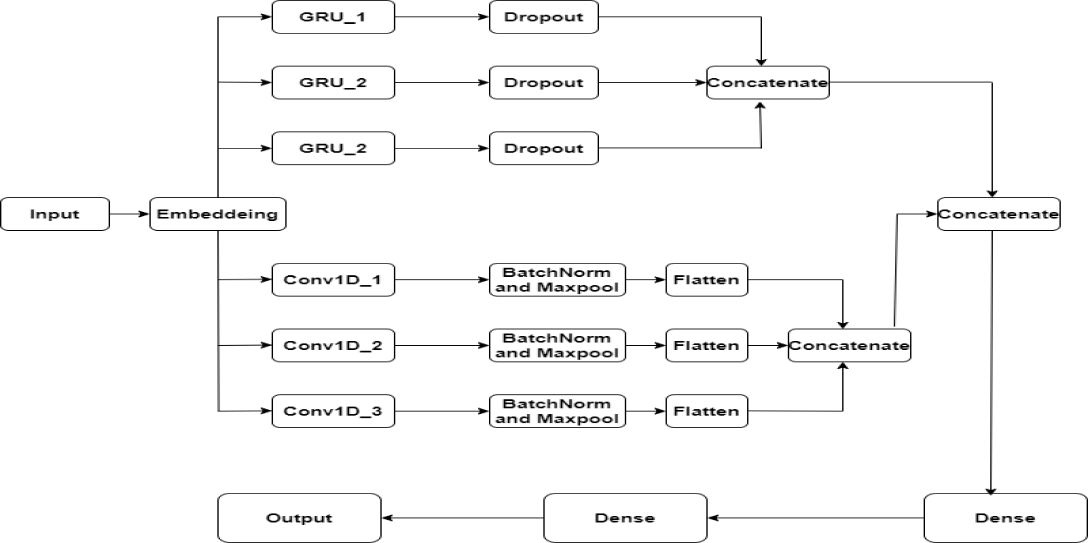 GRU_1
Dropout
GRU_2
Dropout
Concatenate
GRU_2
Dropout
Input
Embeddeing
Concatenate
Conv1D_1
BatchNorm
and Maxpool
Flatten
Conv1D_2
BatchNorm
and Maxpool
Flatten
Concatenate
Conv1D_3
BatchNorm
and Maxpool
Flatten
Output
Dense
Dense